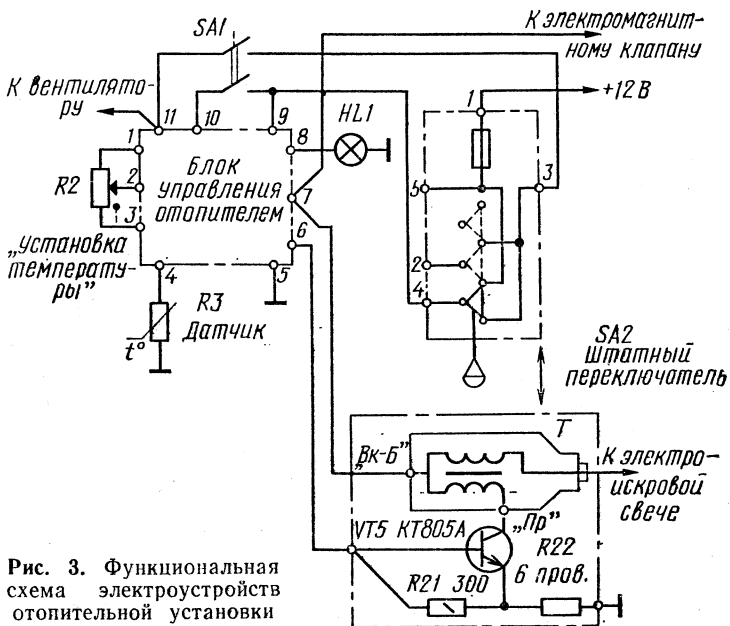 SA1
К электромагнит-
ному клапану
К вентилято-
ру
11
10
9
HL1
1
+12 В
1
8
R2
2
3
Блок
управления
отопителем
7
6
5
3
2
4
„Установка
температу-
ры”
4
5
R3
Датчик
t°
SA2
Штатный
переключатель
T
„Вк-Б”
К электро-
искровой
свече
„Пр”
VT5 КТ805А
R22
6 пров.
R21 300
Рис. 3. Функциональная
схема электроустройств
отопительной установки